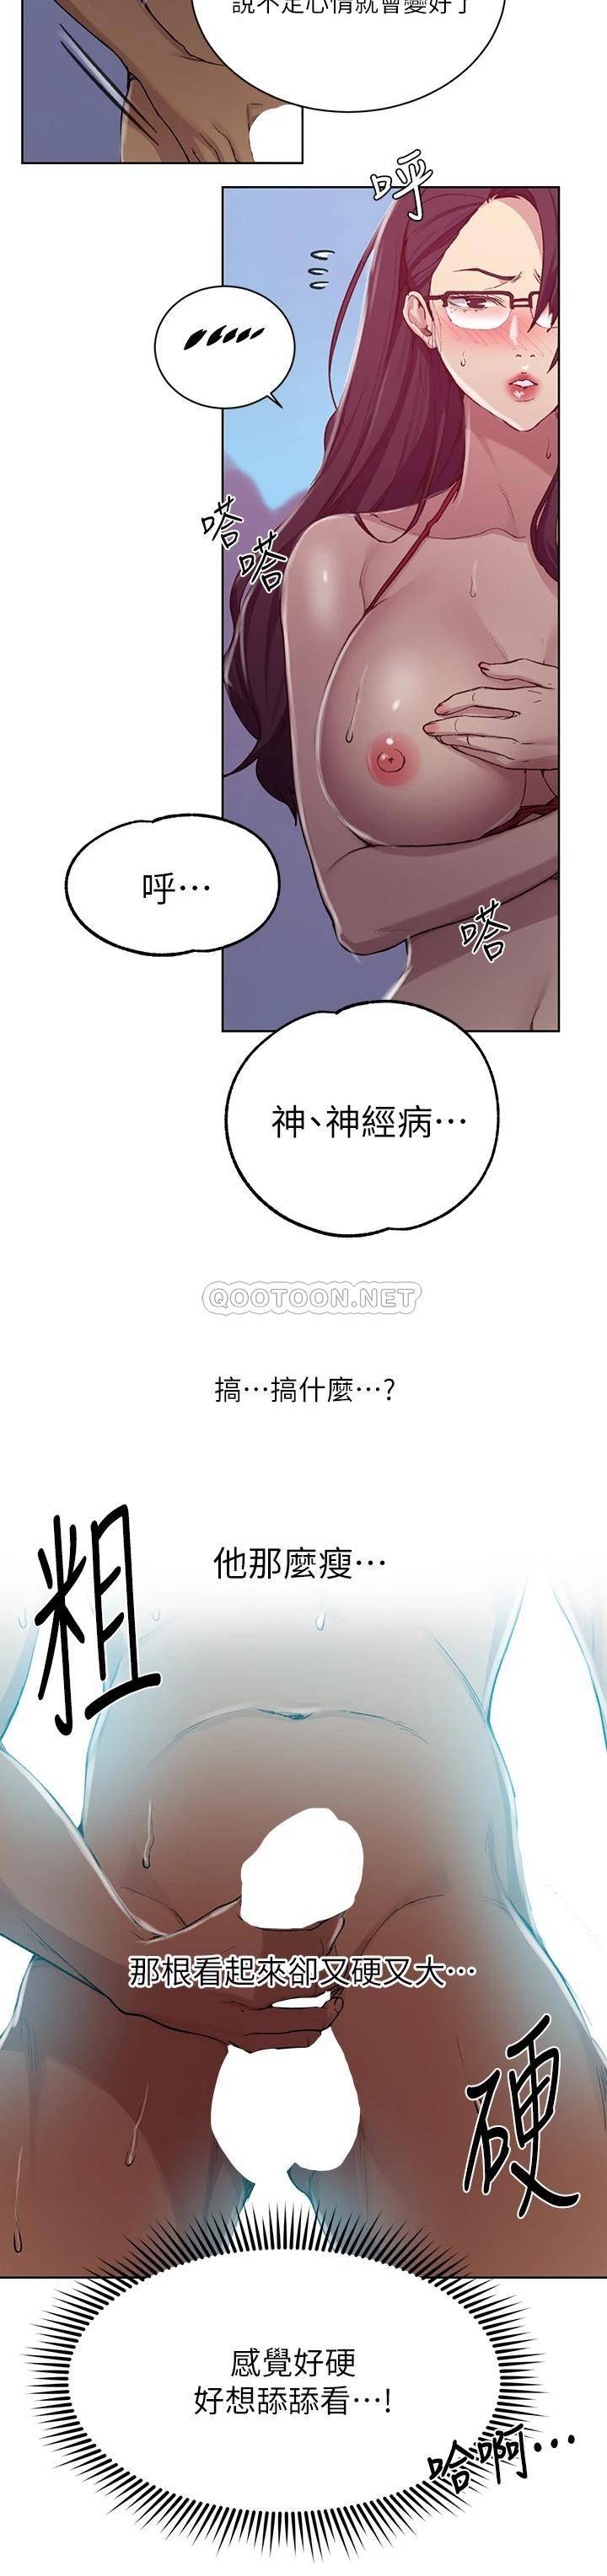 說不定心情就會變好了
呼
嗒
嗒
呼…
嗒
神、神經病…
QOOTOON.NET
搞…搞什麼…?
粗
他那麼瘦…
那根看起來卻又硬又大…
硬
感覺好硬
好想舔舔看…!
哈啊…